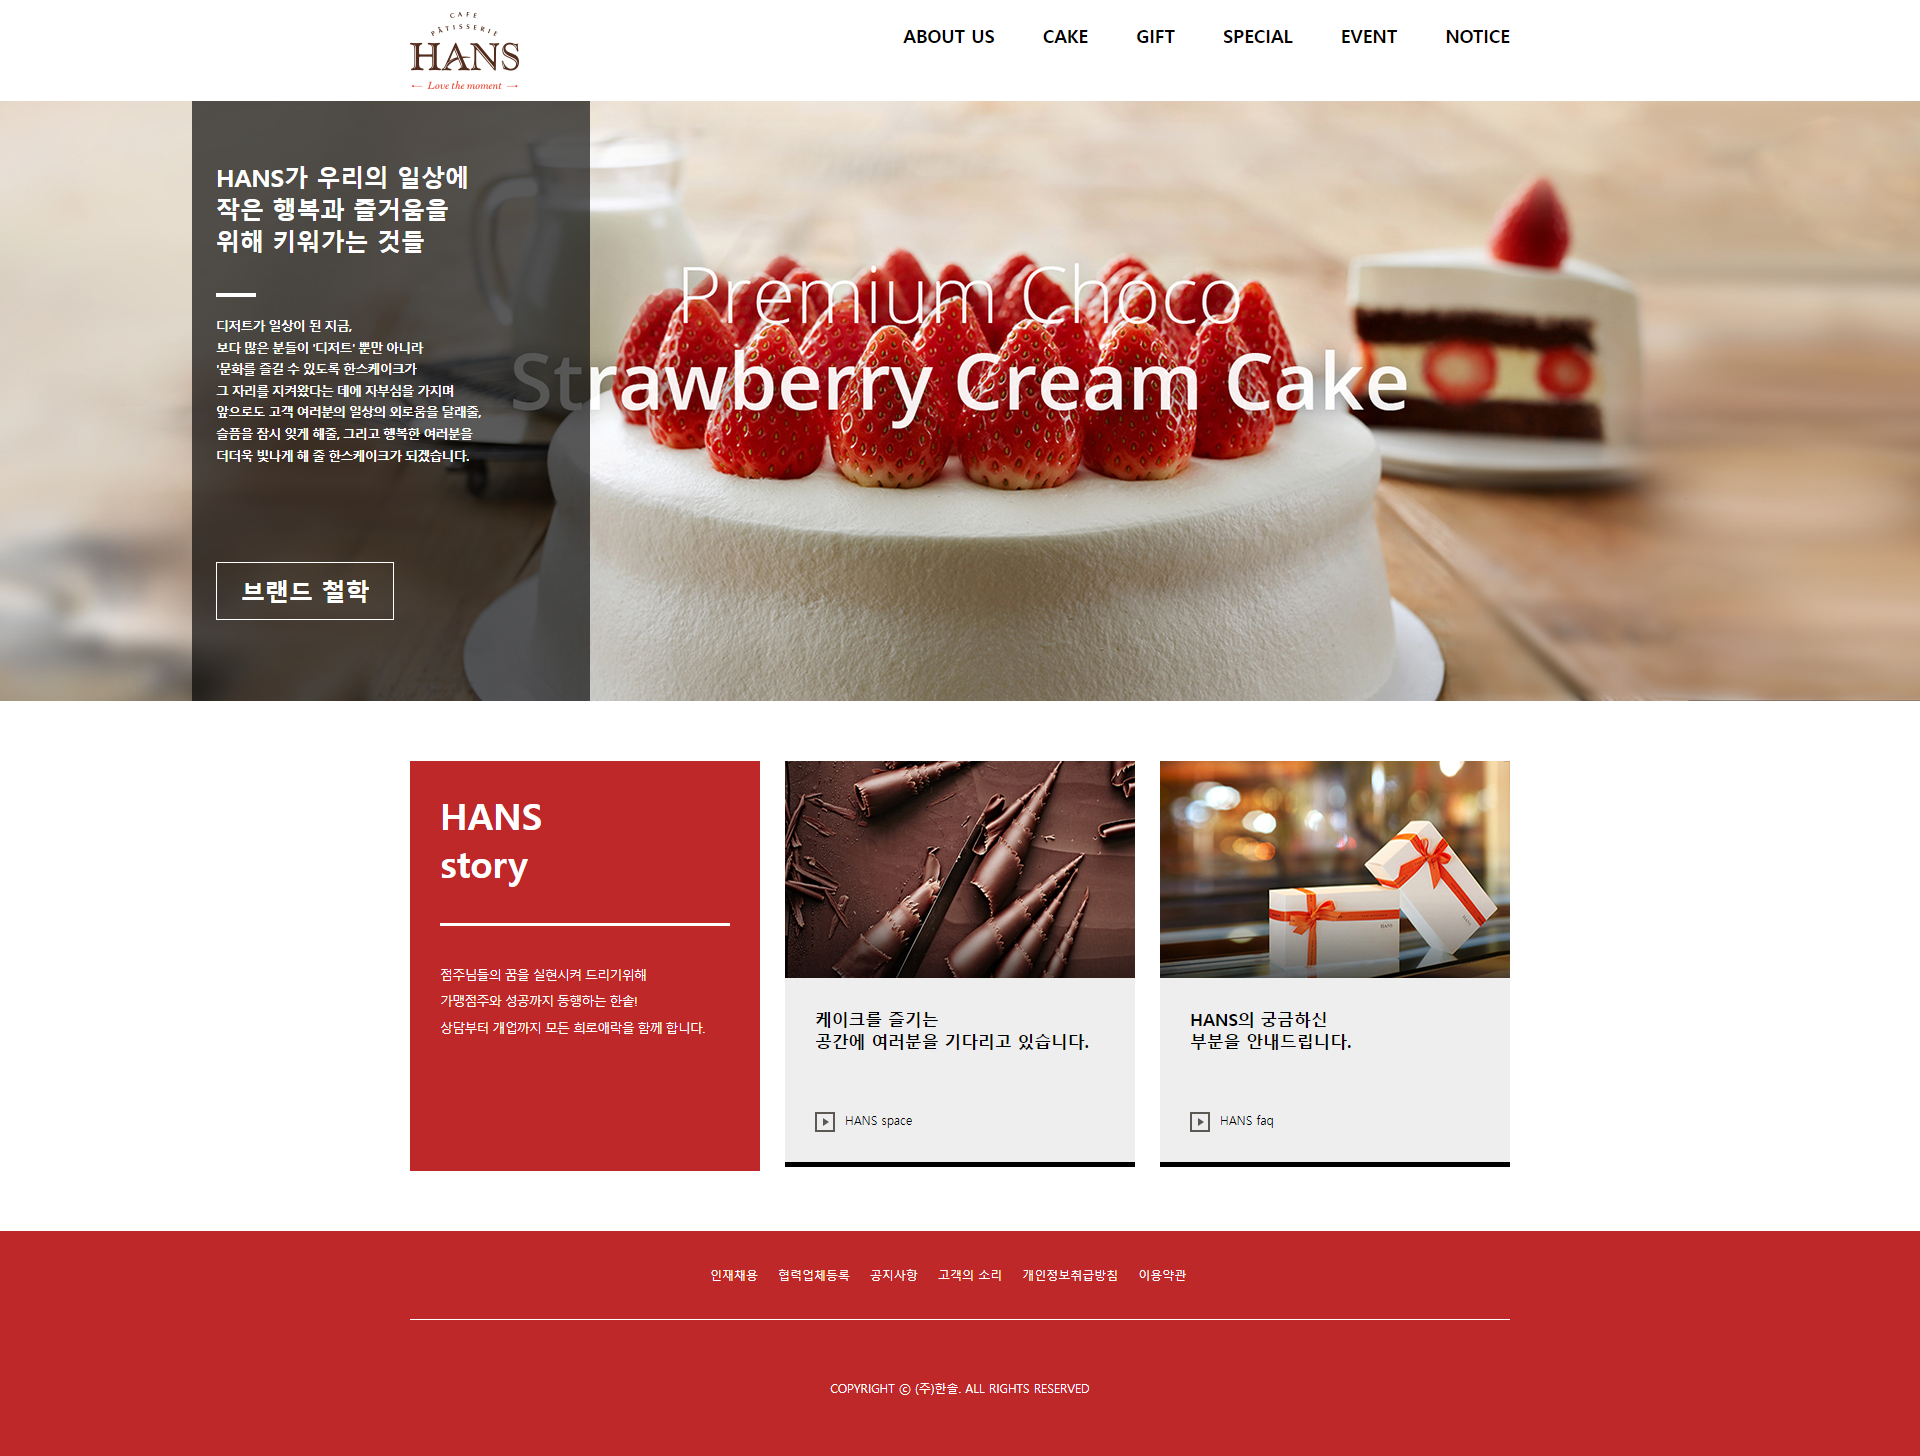 CAFE
PÂTISSERIE
HANS
Love the moment
ABOUT US
CAKE
GIFT
SPECIAL
EVENT
NOTICE
HANS가 우리의 일상에
작은 행복과 즐거움을
위해 키워가는 것들
디저트가 일상이 된 지금,
보다 많은 분들이 '디저트' 뿐만 아니라
'문화를 즐길 수 있도록 한스케이크가
그 자리를 지켜왔다는 데에 자부심을 가지며
앞으로도 고객 여러분의 일상의 외로움을 달래줄,
슬픔을 잠시 잊게 해줄, 그리고 행복한 여러분을
더더욱 빛나게 해 줄 한스케이크가 되겠습니다.
브랜드 철학
Premium Choco
Strawberry Cream Cake
HANS
story
점주님들의 꿈을 실현시켜 드리기위해
가맹점주와 성공까지 동행하는 한솥!
상담부터 개업까지 모든 희로애락을 함께 합니다.
케이크를 즐기는
공간에 여러분을 기다리고 있습니다.
HANS space
HANS
HANS
HANS의 궁금하신
부분을 안내드립니다.
HANS faq
인재채용
협력업체등록
공지사항
고객의 소리
개인정보취급방침
이용약관
COPYRIGHT ⓒ (주)한솔. ALL RIGHTS RESERVED